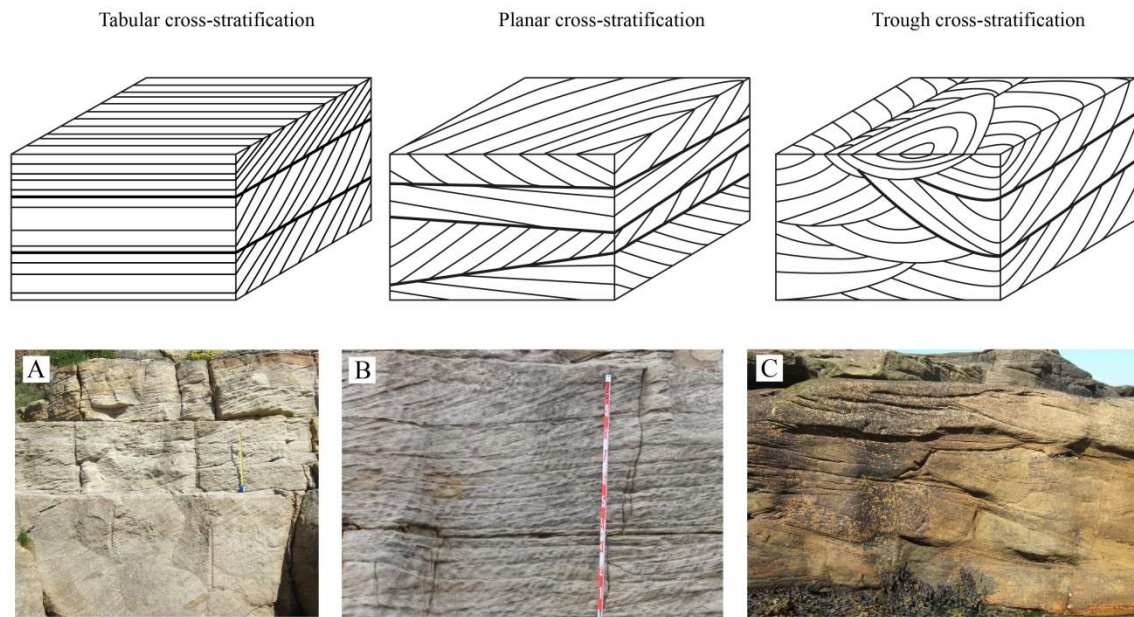 Tabular cross-stratification
Planar cross-stratification
Trough cross-stratification
A
B
C